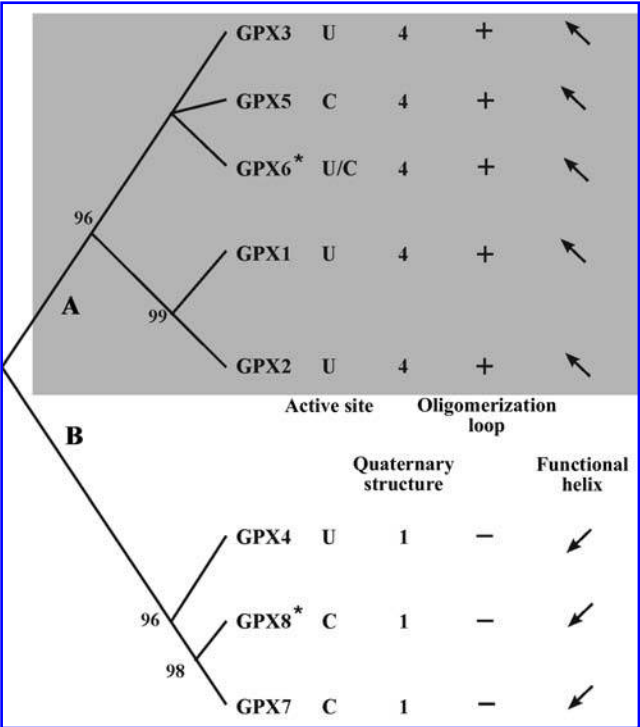 GPX3 U 4 +
GPX5 C 4 +
GPX6* U/C 4 +
96
GPX1 U 4 +
A
99
GPX2 U 4 +
Active site Oligomerization
loop
B
Quaternary Functional
structure helix
GPX4 U 1 −
96
GPX8* C 1 −
98
GPX7 C 1 −